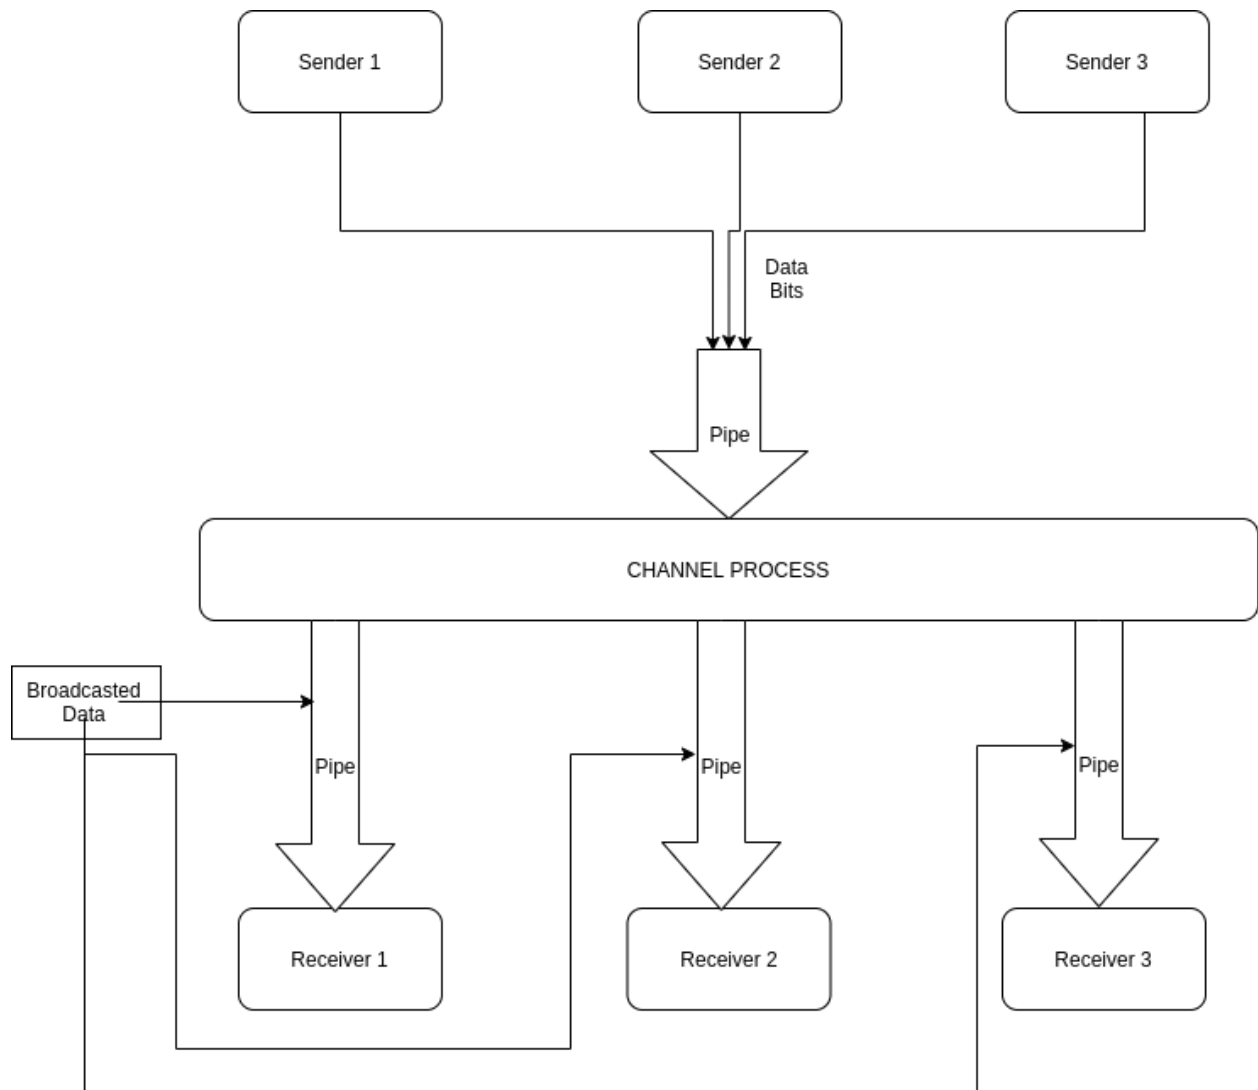 Sender 1
Sender 2
Sender 3
Data
Bits
Pipe
CHANNEL PROCESS
Broadcasted
Data
Pipe
Pipe
Pipe
Receiver 1
Receiver 2
Receiver 3